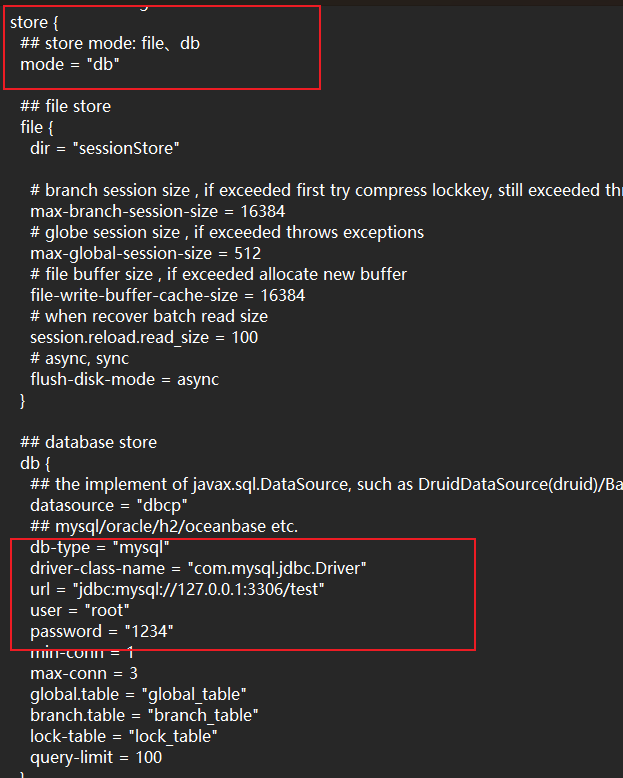 store {
## store mode: file、db
mode = "db"
## file store
file {
dir = "sessionStore"
# branch session size , if exceeded first try compress lockkey, still exceeded
max-branch-session-size = 16384
# globe session size , if exceeded throws exceptions
max-global-session-size = 512
# file buffer size , if exceeded allocate new buffer
file-write-buffer-cache-size = 16384
# when recover batch read size
session.reload.read_size = 100
# async, sync
flush-disk-mode = async
}
## database store
db {
## the implement of javax.sql.DataSource, such as DruidDataSource(druid)/Ba
datasource = "dbcp"
## mysql/oracle/h2/oceanbase etc.
db-type = "mysql"
driver-class-name = "com.mysql.jdbc.Driver"
url = "jdbc:mysql://127.0.0.1:3306/test"
user = "root"
password = "1234"
min-conn = 1
max-conn = 3
global.table = "global_table"
branch.table = "branch_table"
lock-table = "lock_table"
query-limit = 100
}